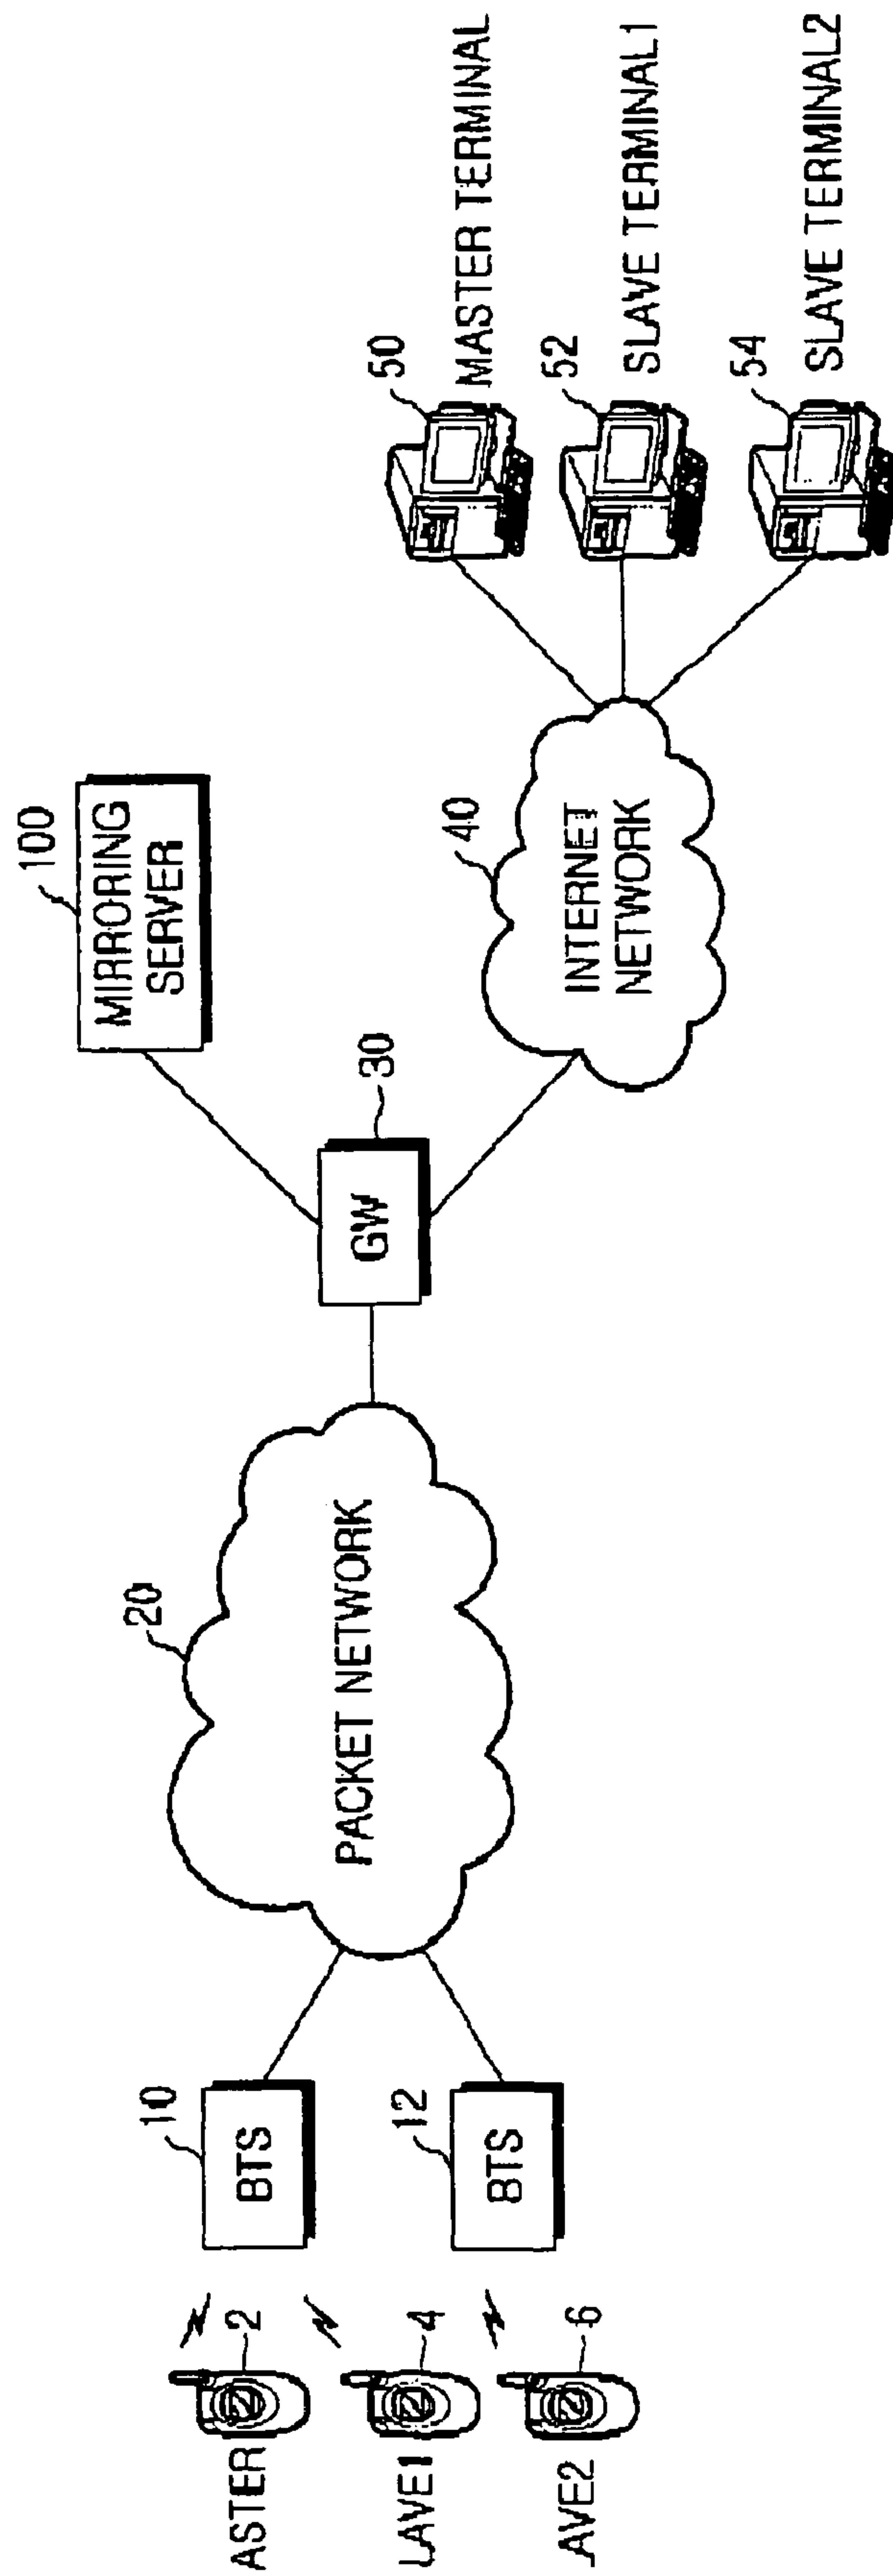 100
MIRRORING
SERVER
50
MASTER TERMINAL
52
SLAVE TERMINAL1
54
SLAVE TERMINAL2
40
INTERNET
NETWORK
30
GW
20
PACKET NETWORK
10
BTS
12
BTS
2
ASTER
4
LAVE1
6
AVE2